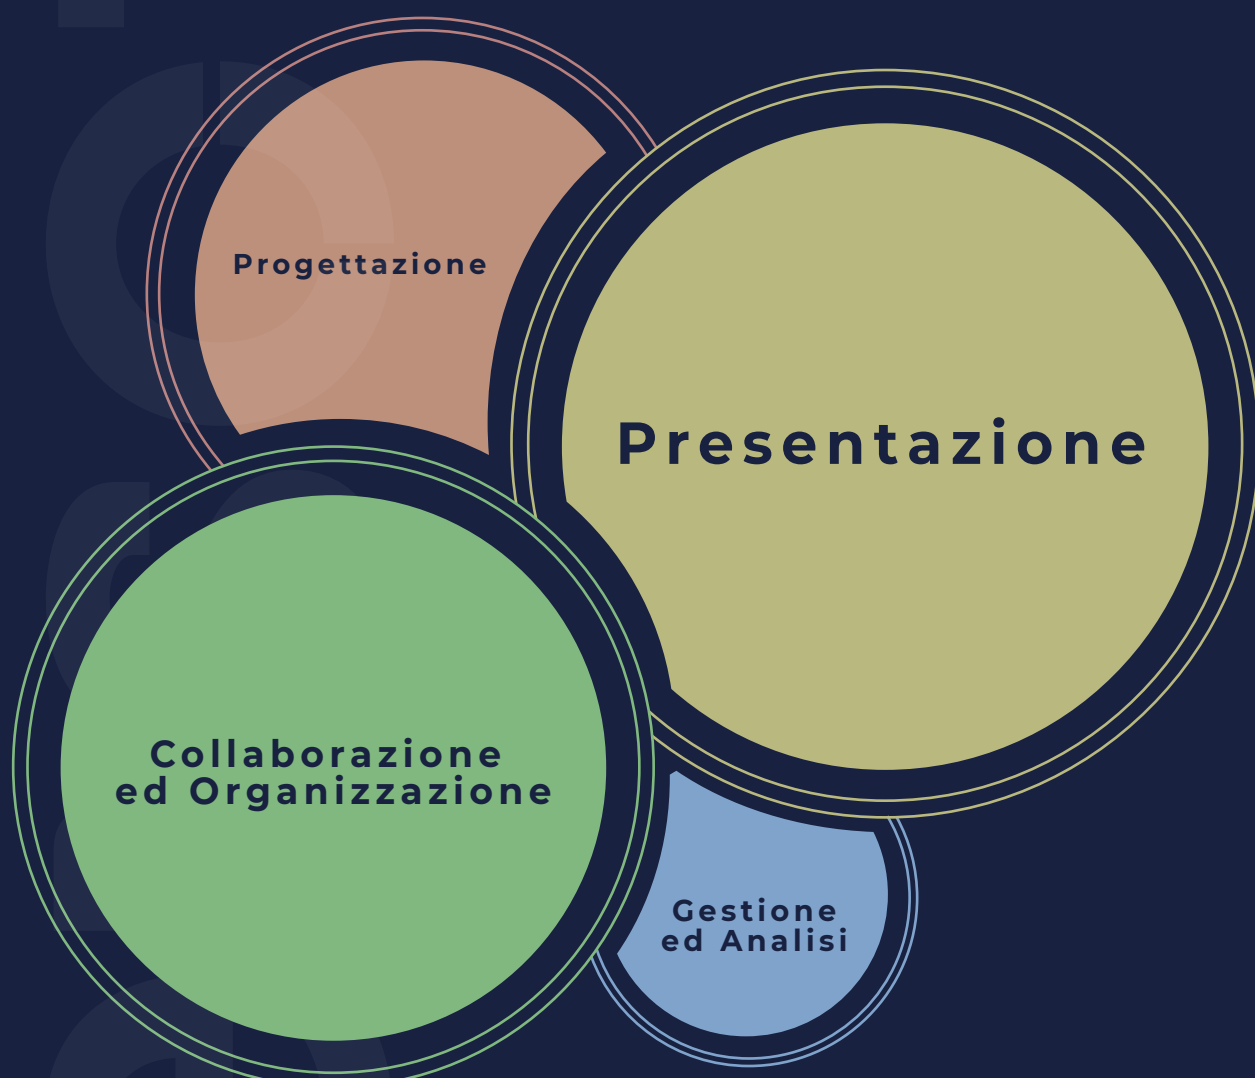 Progettazione
Presentazione
Collaborazione
ed Organizzazione
Gestione
ed Analisi